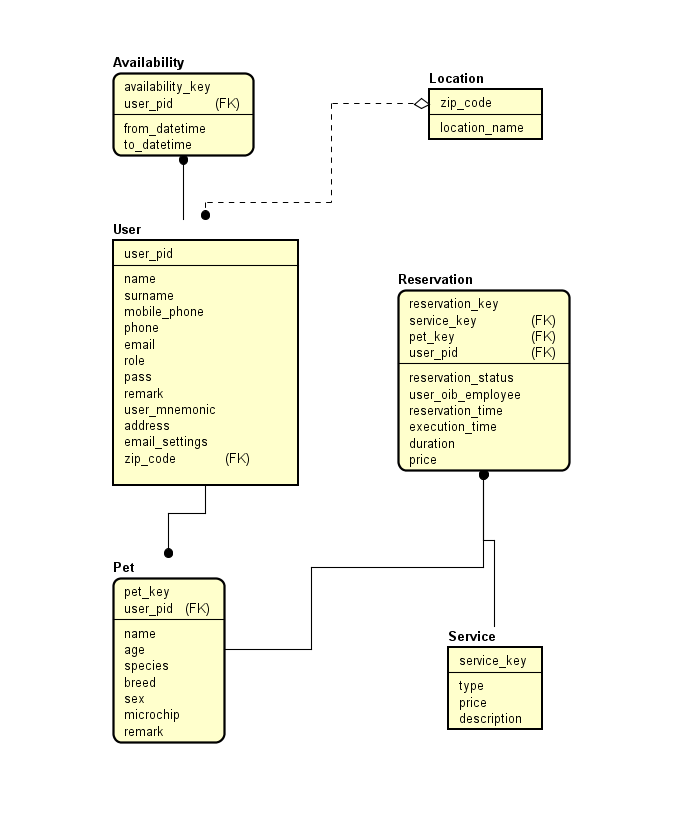 Availability
availability_key
user_pid (FK)
from_datetime
to_datetime
Location
zip_code
location_name
User
user_pid
name
surname
mobile_phone
phone
email
role
pass
remark
user_mnemonic
address
email_settings
zip_code (FK)
Reservation
reservation_key
service_key (FK)
pet_key (FK)
user_pid (FK)
reservation_status
user_oib_employee
reservation_time
execution_time
duration
price
Pet
pet_key
user_pid (FK)
name
age
species
breed
sex
microchip
remark
Service
service_key
type
price
description